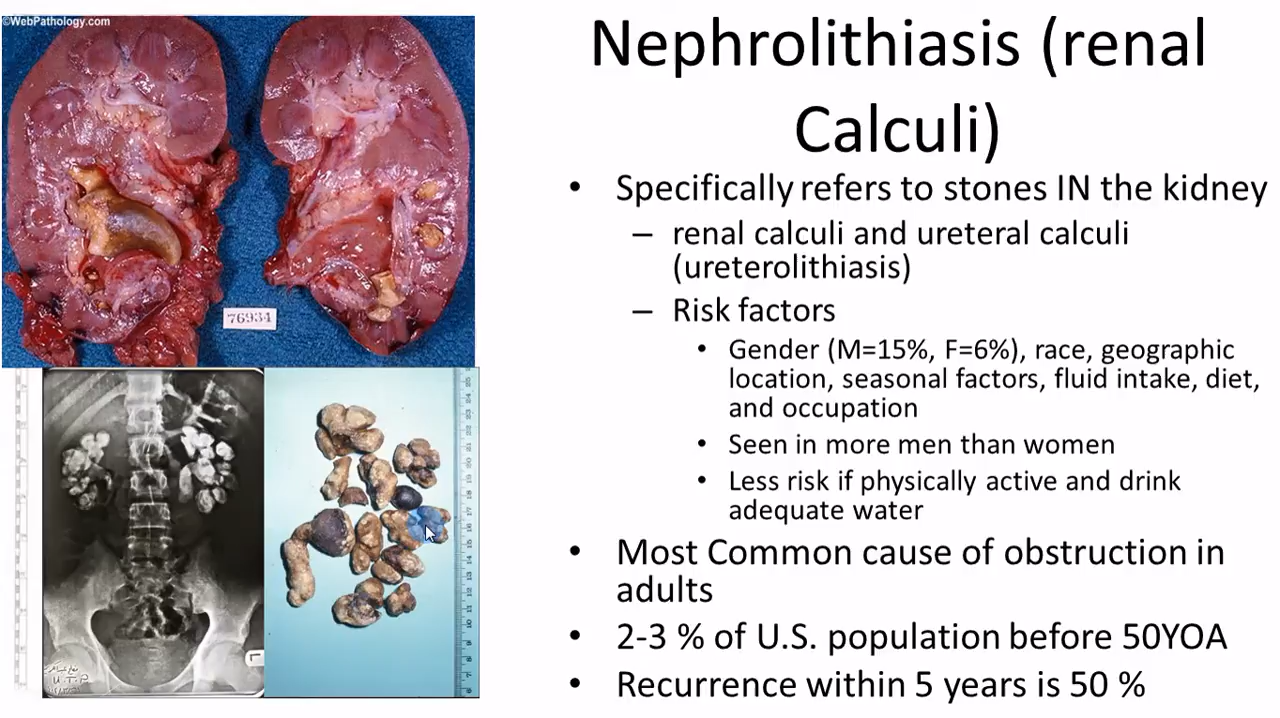 ©WebPathology.com
Nephrolithiasis (renal
Calculi)
• Specifically refers to stones IN the kidney
– renal calculi and ureteral calculi
(ureterolithiasis)
– Risk factors
• Gender (M=15%, F=6%), race, geographic
location, seasonal factors, fluid intake, diet,
and occupation
• Seen in more men than women
• Less risk if physically active and drink
adequate water
• Most Common cause of obstruction in
adults
• 2-3 % of U.S. population before 50YOA
• Recurrence within 5 years is 50 %
76934
L